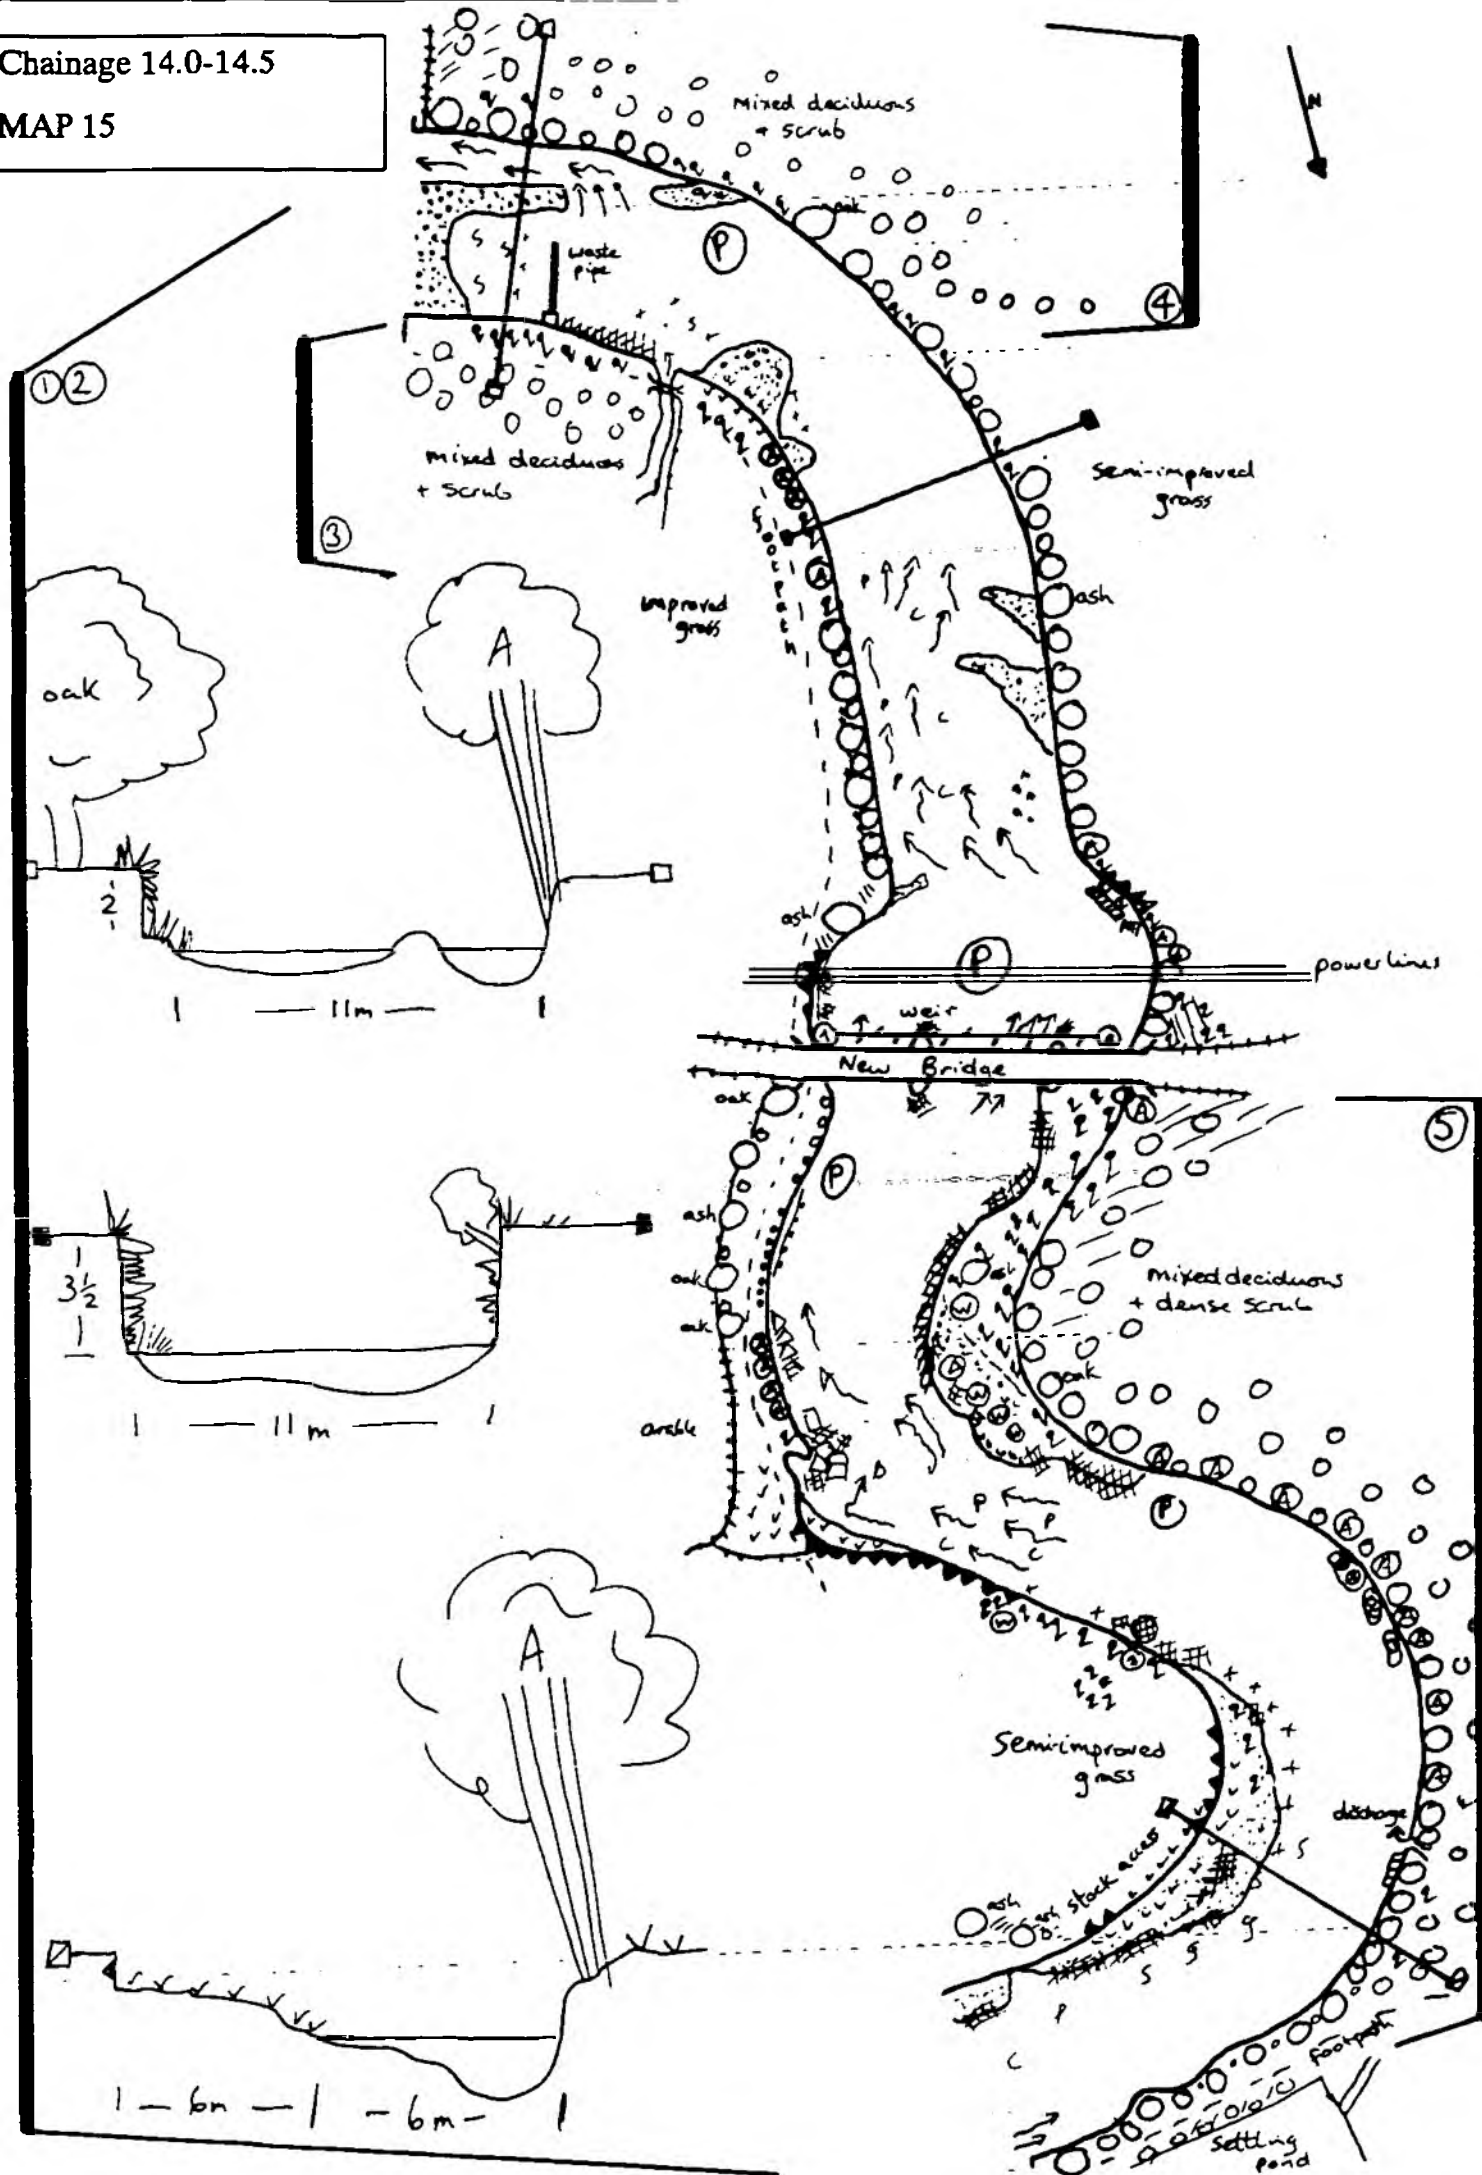 Chainage 14.0-14.5
MAP 15
N
Mixed deciduous
+ scrub
oak
P
waste
pipe
4
1 2
3
mixed deciduous
+ scrub
semi-improved
grass
footpath
improved
grass
A
ash
oak
A
2
11m
ash
P
powerlines
weir
New Bridge
oak
A
5
P
ash
oak
oak
3½
11m
mixed deciduous
+ dense scrub
oak
arable
P
W
A
Semi-improved
grass
discharge
stock access
ash
footpath
6m
6m
Settling
pond